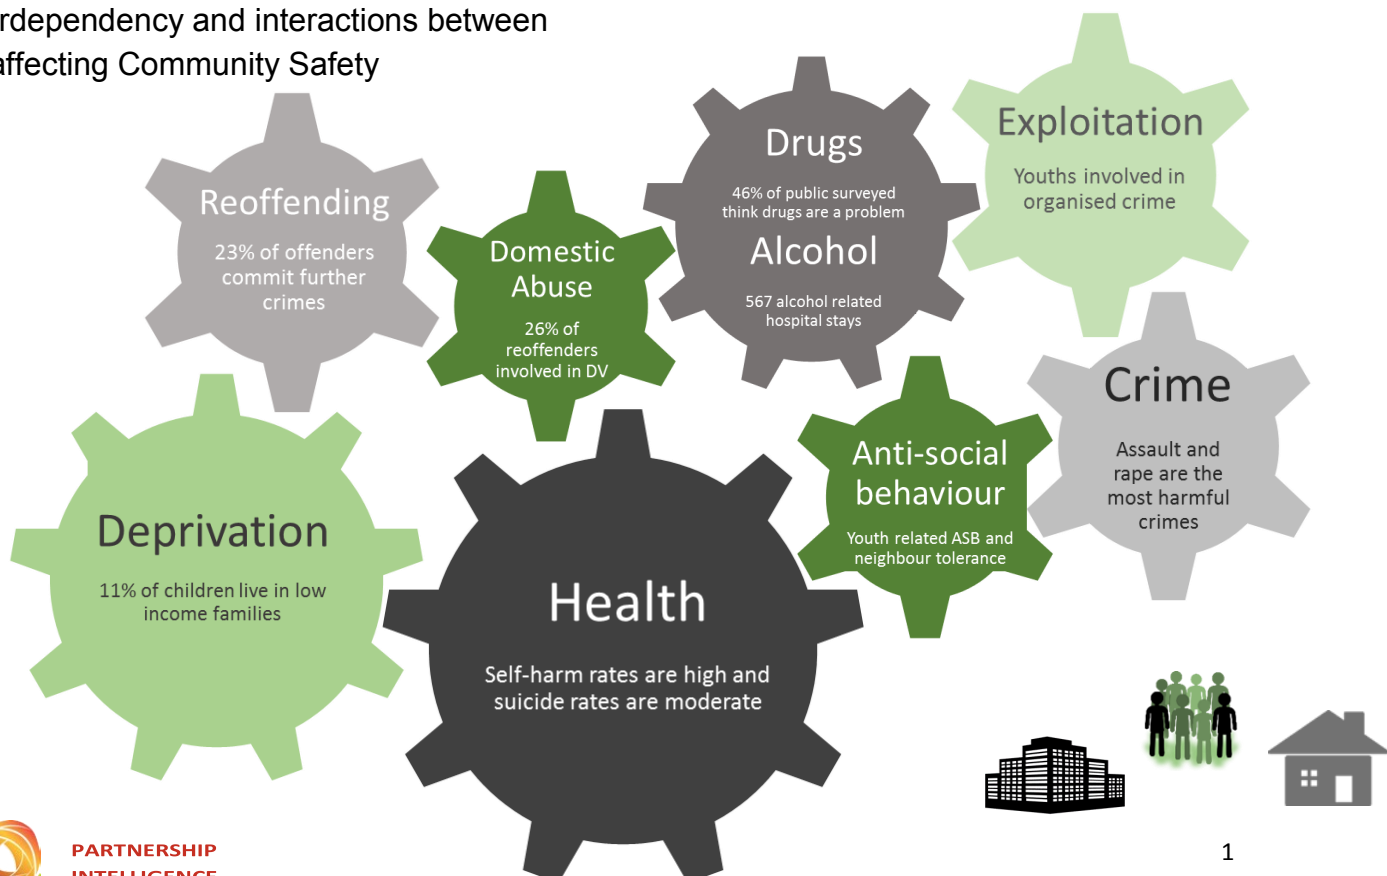 rdependency and interactions between
affecting Community Safety
Reoffending
23% of offenders
commit further
crimes
Domestic
Abuse
26% of
reoffenders
involved in DV
Drugs
46% of public surveyed
think drugs are a problem
Alcohol
567 alcohol related
hospital stays
Exploitation
Youths involved in
organised crime
Crime
Assault and
rape are the
most harmful
crimes
Anti-social
behaviour
Youth related ASB and
neighbour tolerance
Deprivation
11% of children live in low
income families
Health
Self-harm rates are high and
suicide rates are moderate
PARTNERSHIP
INTELLIGENCE
1